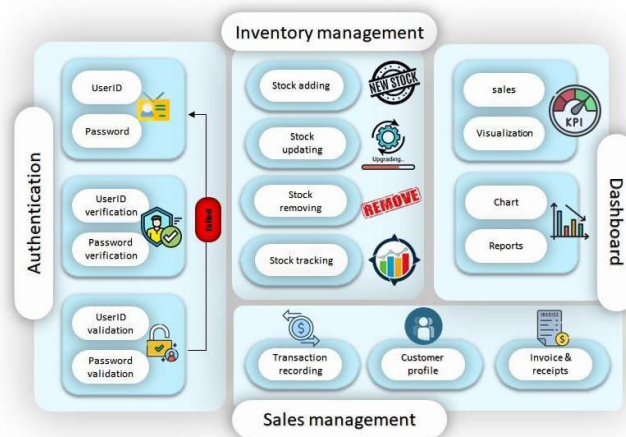 Inventory management
Authentication
UserID
Password
UserID
verification
Password
verification
UserID
validation
Password
validation
failed
Stock adding
NEW STOCK
Stock
updating
Upgrading..
Stock
removing
REMOVE
Stock tracking
sales
Visualization
KPI
Chart
Reports
Dashboard
Transaction
recording
Customer
profile
INVOICE
Invoice &
receipts
Sales management